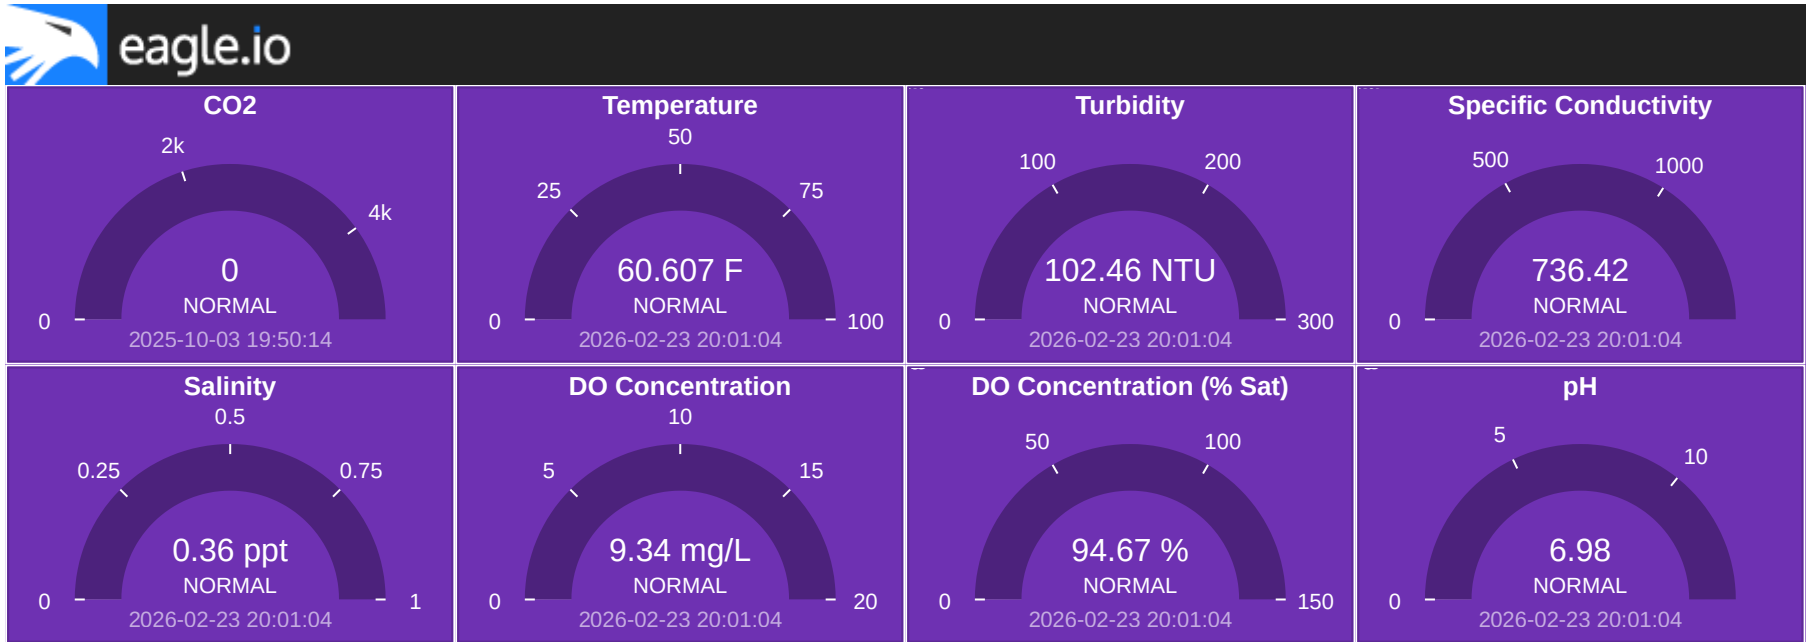 eagle.io
CO2
2k
4k
0
0
NORMAL
2025-10-03 19:50:14
Temperature
50
25
75
60.607 F
NORMAL
0
100
2026-02-23 20:01:04
Turbidity
100
200
102.46 NTU
NORMAL
0
300
2026-02-23 20:01:04
Specific Conductivity
500
1000
736.42
NORMAL
0
2026-02-23 20:01:04
Salinity
0.5
0.25
0.75
0.36 ppt
NORMAL
0
1
2026-02-23 20:01:04
DO Concentration
10
5
15
9.34 mg/L
NORMAL
0
20
2026-02-23 20:01:04
DO Concentration (% Sat)
50
100
94.67 %
NORMAL
0
150
2026-02-23 20:01:04
pH
5
10
6.98
NORMAL
0
2026-02-23 20:01:04